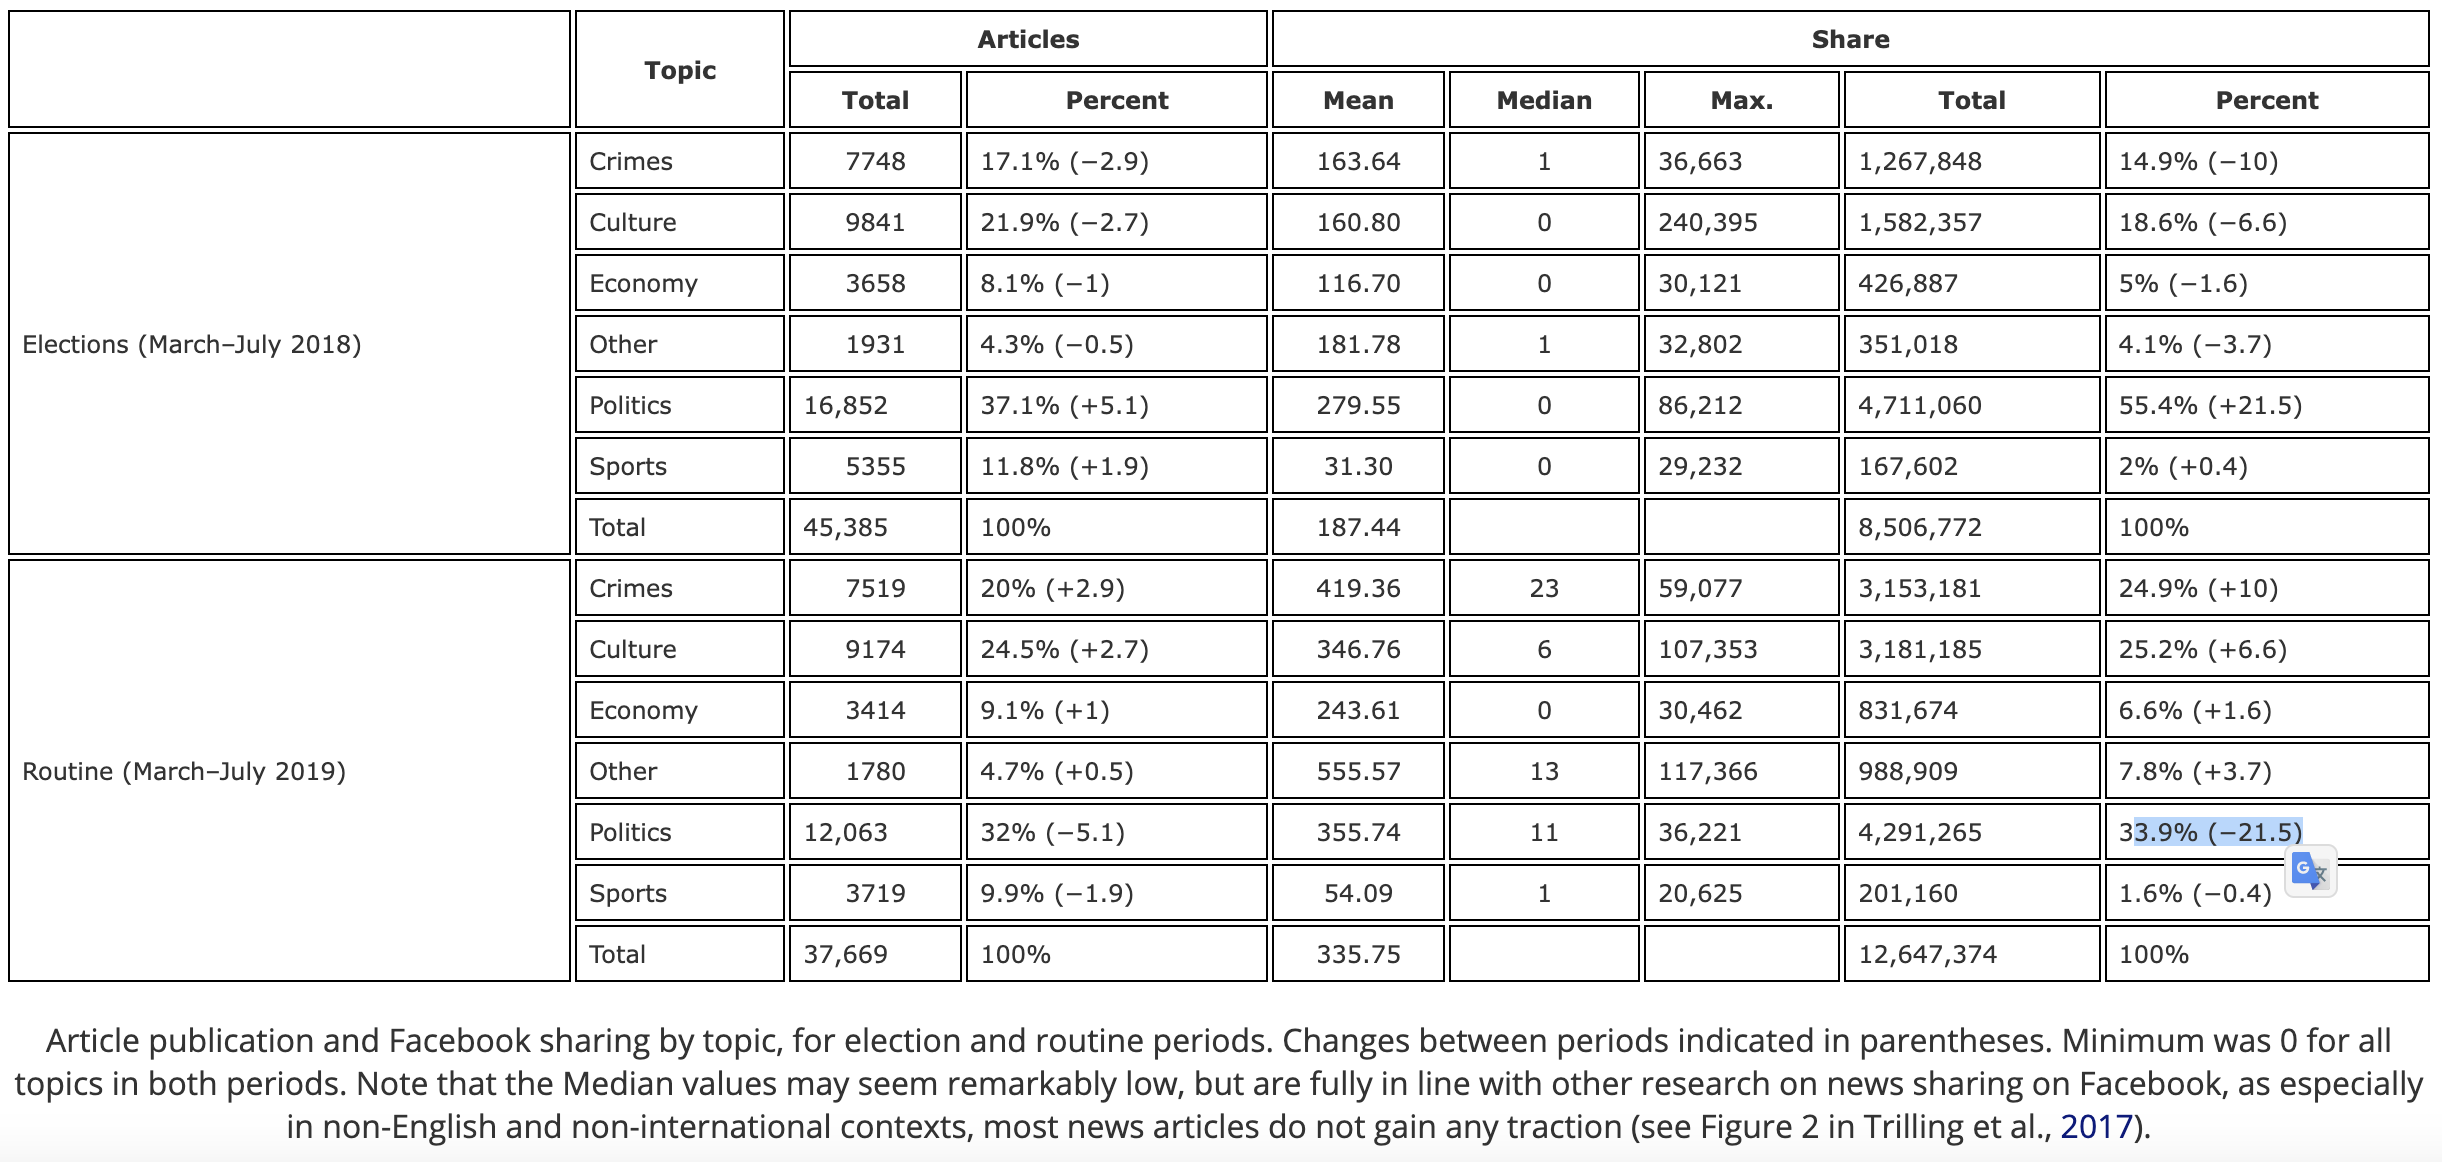 Topic Articles Share
Total Percent Mean Median Max. Total Percent
Elections (March–July 2018) Crimes 7748 17.1% (−2.9) 163.64 1 36,663 1,267,848 14.9% (−10)
Culture 9841 21.9% (−2.7) 160.80 0 240,395 1,582,357 18.6% (−6.6)
Economy 3658 8.1% (−1) 116.70 0 30,121 426,887 5% (−1.6)
Other 1931 4.3% (−0.5) 181.78 1 32,802 351,018 4.1% (−3.7)
Politics 16,852 37.1% (+5.1) 279.55 0 86,212 4,711,060 55.4% (+21.5)
Sports 5355 11.8% (+1.9) 31.30 0 29,232 167,602 2% (+0.4)
Total 45,385 100% 187.44 8,506,772 100%
Routine (March–July 2019) Crimes 7519 20% (+2.9) 419.36 23 59,077 3,153,181 24.9% (+10)
Culture 9174 24.5% (+2.7) 346.76 6 107,353 3,181,185 25.2% (+6.6)
Economy 3414 9.1% (+1) 243.61 0 30,462 831,674 6.6% (+1.6)
Other 1780 4.7% (+0.5) 555.57 13 117,366 988,909 7.8% (+3.7)
Politics 12,063 32% (−5.1) 355.74 11 36,221 4,291,265 33.9% (−21.5)
Sports 3719 9.9% (−1.9) 54.09 1 20,625 201,160 1.6% (−0.4)
Total 37,669 100% 335.75 12,647,374 100%
Article publication and Facebook sharing by topic, for election and routine periods. Changes between periods indicated in parentheses. Minimum was 0 for all
topics in both periods. Note that the Median values may seem remarkably low, but are fully in line with other research on news sharing on Facebook, as especially
in non-English and non-international contexts, most news articles do not gain any traction (see Figure 2 in Trilling et al., 2017).